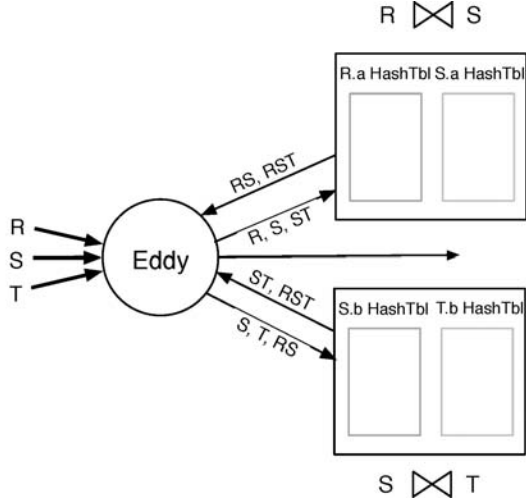 R ⋈ S
R.a HashTbl S.a HashTbl
RS, RST
R, S, ST
R
S
T
Eddy
ST, RST
S, T, RS
S.b HashTbl T.b HashTbl
S ⋈ T